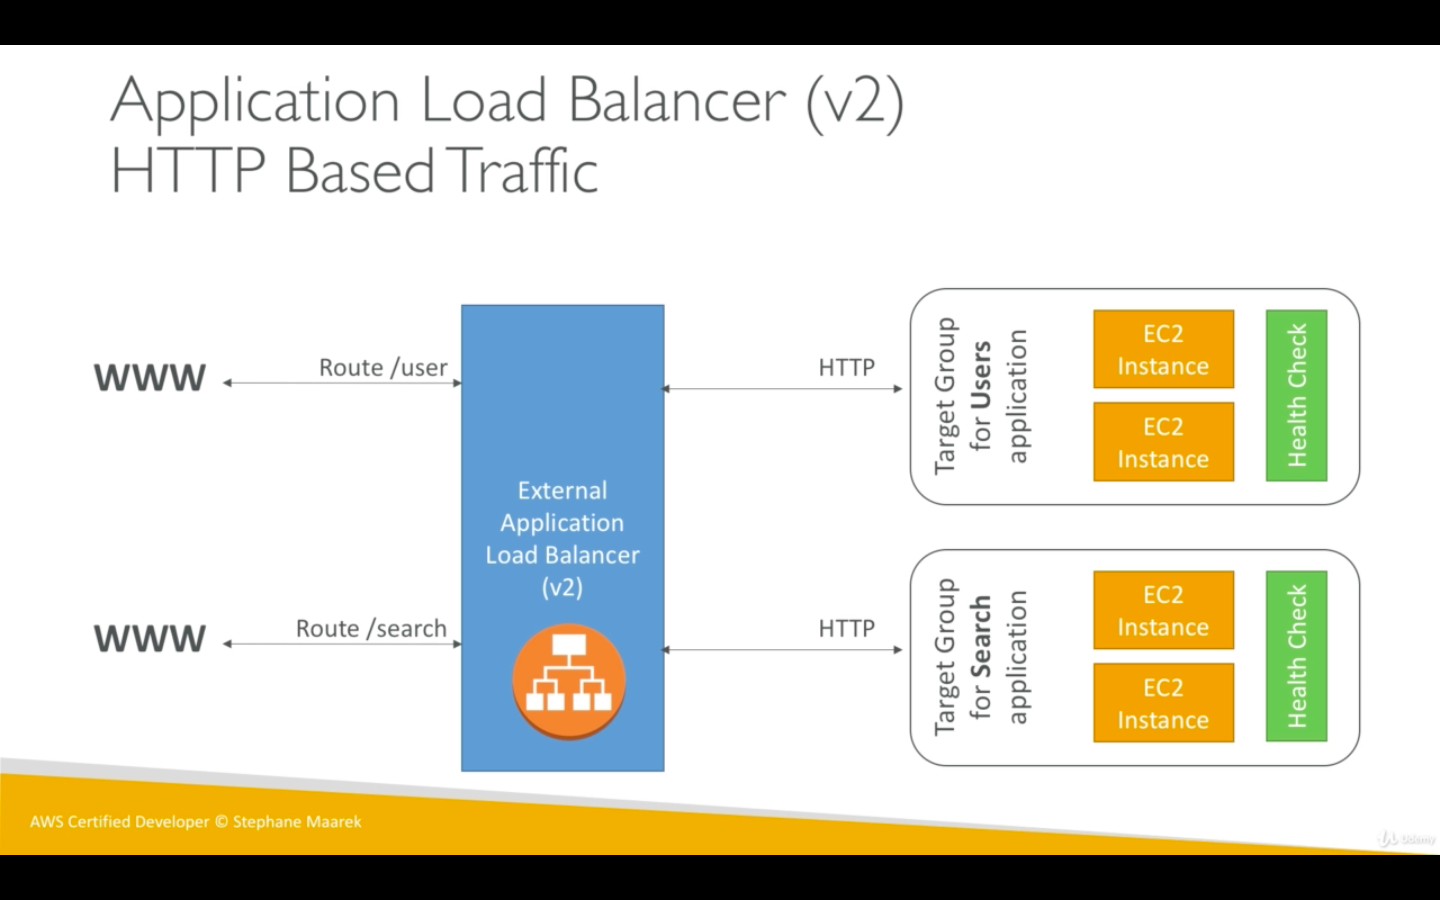 Application Load Balancer (v2)
HTTP Based Traffic
WWW
Route /user
HTTP
Target Group
for Users
application
EC2
Instance
EC2
Instance
Health Check
External
Application
Load Balancer
(v2)
WWW
Route /search
HTTP
Target Group
for Search
application
EC2
Instance
EC2
Instance
Health Check
AWS Certified Developer © Stephane Maarek
Udemy